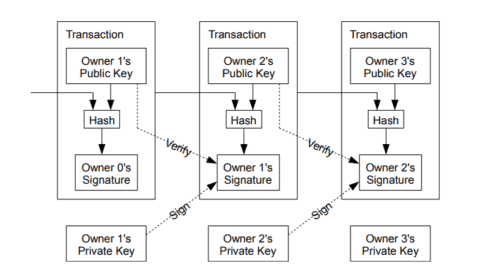 Transaction
Owner 1's
Public Key
Hash
Owner 0's
Signature
Transaction
Owner 2's
Public Key
Hash
Verify
Owner 1's
Signature
Sign
Transaction
Owner 3's
Public Key
Hash
Verify
Owner 2's
Signature
Sign
Owner 1's
Private Key
Owner 2's
Private Key
Owner 3's
Private Key